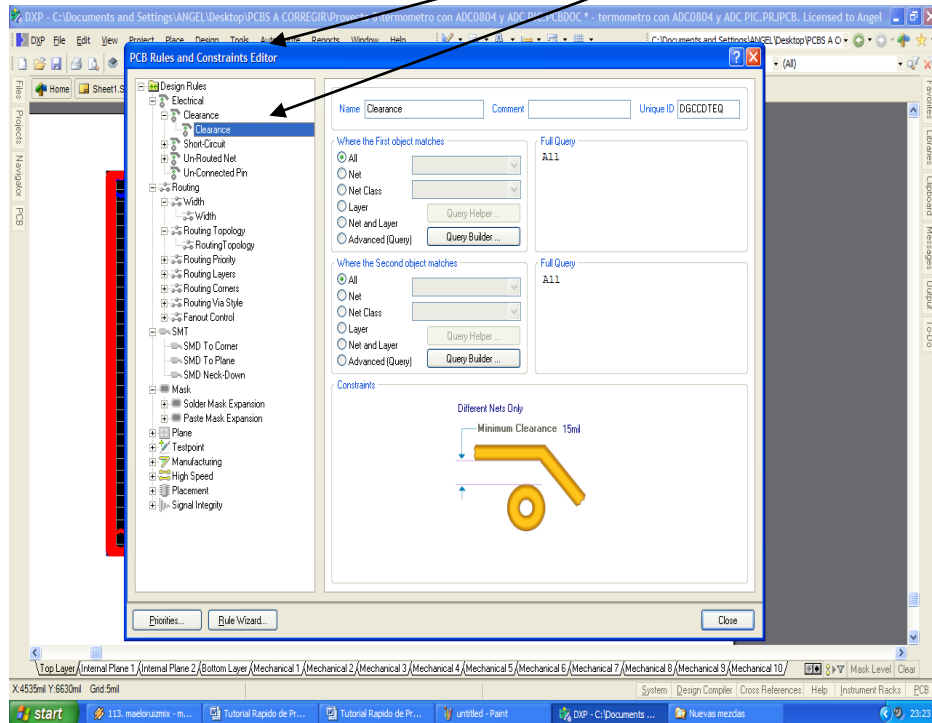 DXP - C:\Documents and Settings\ANGEL\Desktop\PCBS A CORREGIR\Proyecto
termometro con ADC0804 y ADC PIC.PCBDOC * - termometro con ADC0804 y ADC PIC.PRJPCB. Licensed to Angel
DXP File Edit View Project Place Design Tools Reports Window Help
C:\Documents and Settings\ANGEL\Desktop\PCBS A O
(All)
Home
Sheet1.S
Files
Projects
Navigator
PCB
Favorites
Libraries
Clipboard
Messages
Output
To-Do
PCB Rules and Constraints Editor
Design Rules
Electrical
Clearance
Clearance
Short-Circuit
Un-Routed Net
Un-Connected Pin
Routing
Width
Width
Routing Topology
RoutingTopology
Routing Priority
Routing Layers
Routing Corners
Routing Via Style
Fanout Control
SMT
SMD To Corner
SMD To Plane
SMD Neck-Down
Mask
Solder Mask Expansion
Paste Mask Expansion
Plane
Testpoint
Manufacturing
High Speed
Placement
Signal Integrity
Name Clearance Comment Unique ID DGCCDTEQ
Where the First object matches
All
Net
Net Class
Layer
Net and Layer
Advanced (Query)
Query Helper ...
Query Builder ...
Full Query
All
Where the Second object matches
All
Net
Net Class
Layer
Net and Layer
Advanced (Query)
Query Helper ...
Query Builder ...
Full Query
All
Constraints
Different Nets Only
Minimum Clearance 15mil
Priorities...
Rule Wizard...
Close
Top Layer Internal Plane 1 Internal Plane 2 Bottom Layer Mechanical 1 Mechanical 2 Mechanical 3 Mechanical 4 Mechanical 5 Mechanical 6 Mechanical 7 Mechanical 8 Mechanical 9 Mechanical 10 Mask Level Clear
X:4535mil Y:6630mil Grid:5mil
System Design Compiler Cross References Help Instrument Racks PCB
start
113. maeloruizmix - m...
Tutorial Rapido de Pr...
Tutorial Rapido de Pr...
untitled - Paint
DXP - C:\Documents ...
Nuevas mezclas
23:23